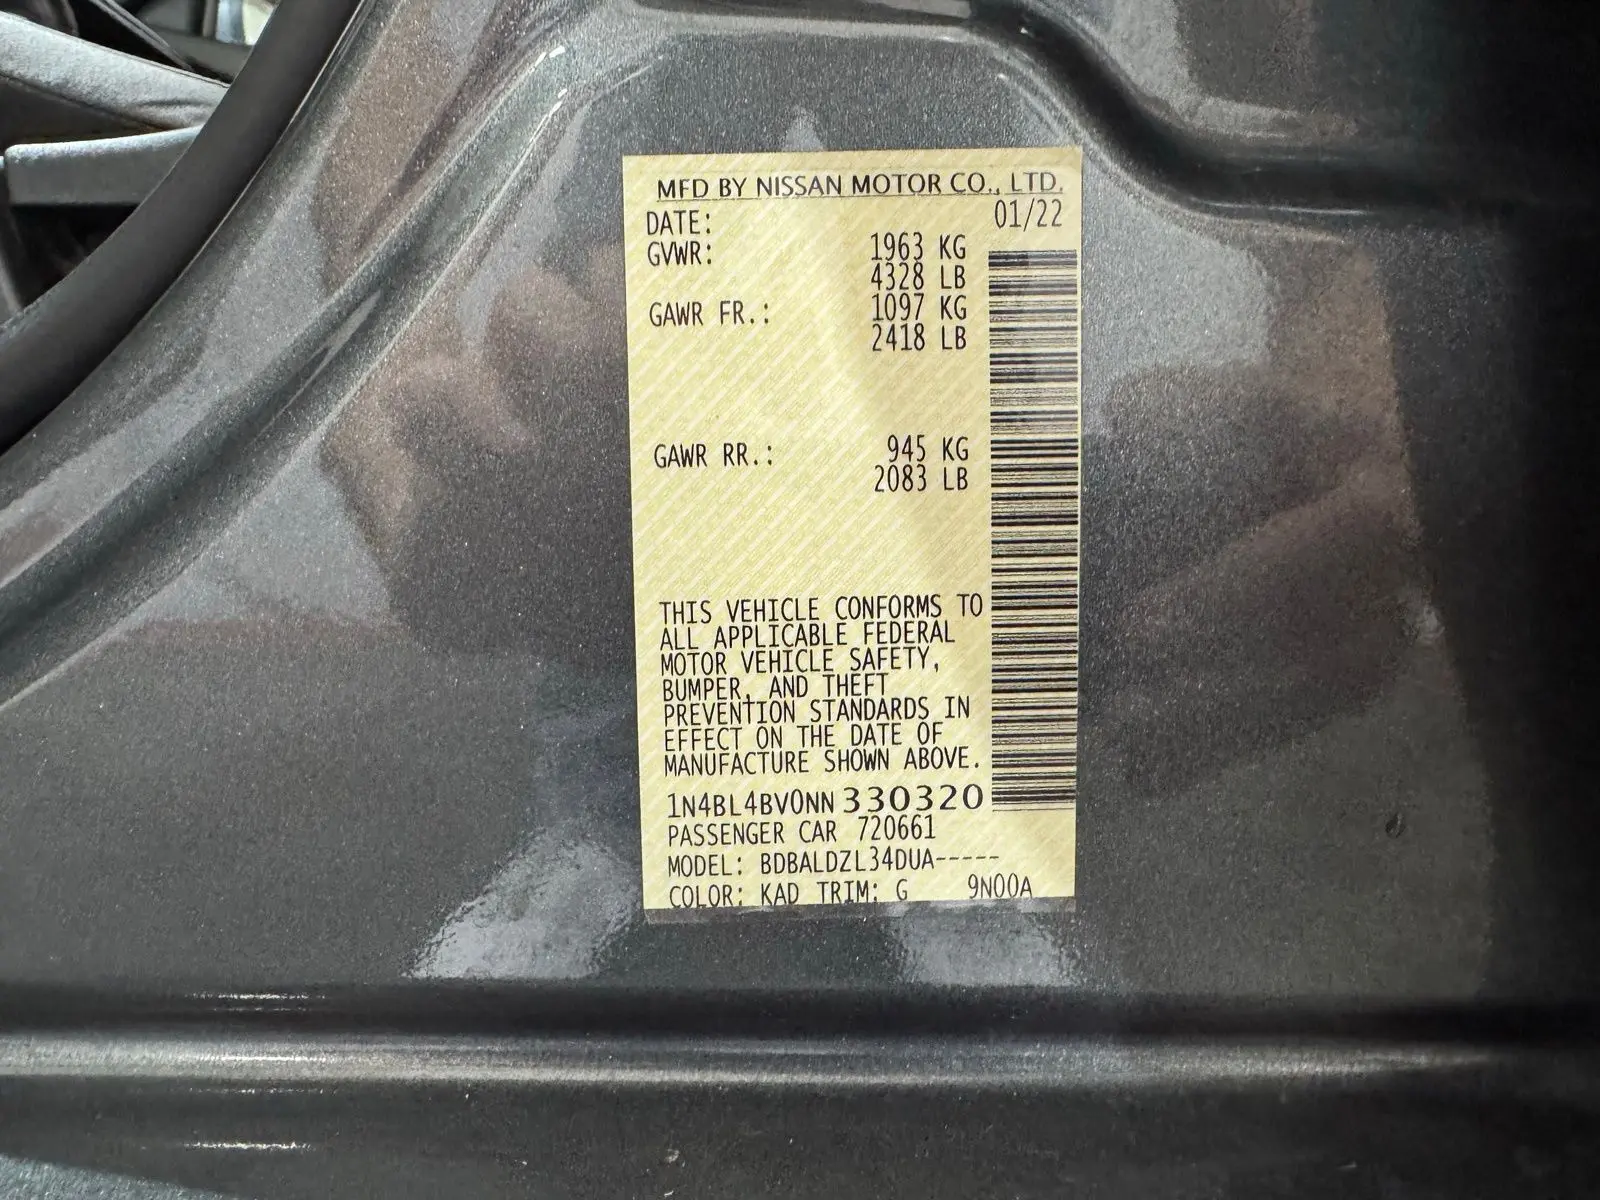 MFD BY NISSAN MOTOR CO., LTD.
DATE: 01/22
GVWR: 1963 KG
4328 LB
GAWR FR.: 1097 KG
2418 LB
GAWR RR.: 945 KG
2083 LB
THIS VEHICLE CONFORMS TO
ALL APPLICABLE FEDERAL
MOTOR VEHICLE SAFETY,
BUMPER, AND THEFT
PREVENTION STANDARDS IN
EFFECT ON THE DATE OF
MANUFACTURE SHOWN ABOVE.
1N4BL4BV0NN330320
PASSENGER CAR 720661
MODEL: BDBALDZL34DUA-----
COLOR: KAD TRIM: G 9N00A